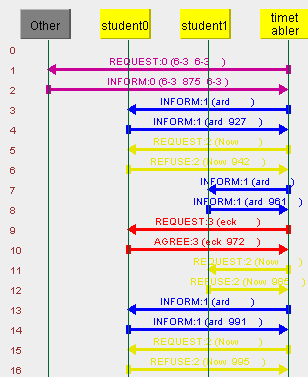 Other student0 student1 timet
abler
0
1 REQUEST:0 (6-3 6-3 )
2 INFORM:0 (6-3 875 6-3 )
3 INFORM:1 (ard )
4 INFORM:1 (ard 927 )
5 REQUEST:2 (Now )
6 REFUSE:2 (Now 942 )
7 INFORM:1 (ard )
8 INFORM:1 (ard 961 )
9 REQUEST:3 (eck )
10 AGREE:3 (eck 972 )
11 REQUEST:2 (Now )
12 REFUSE:2 (Now 995 )
13 INFORM:1 (ard )
14 INFORM:1 (ard 991 )
15 REQUEST:2 (Now )
16 REFUSE:2 (Now 995 )